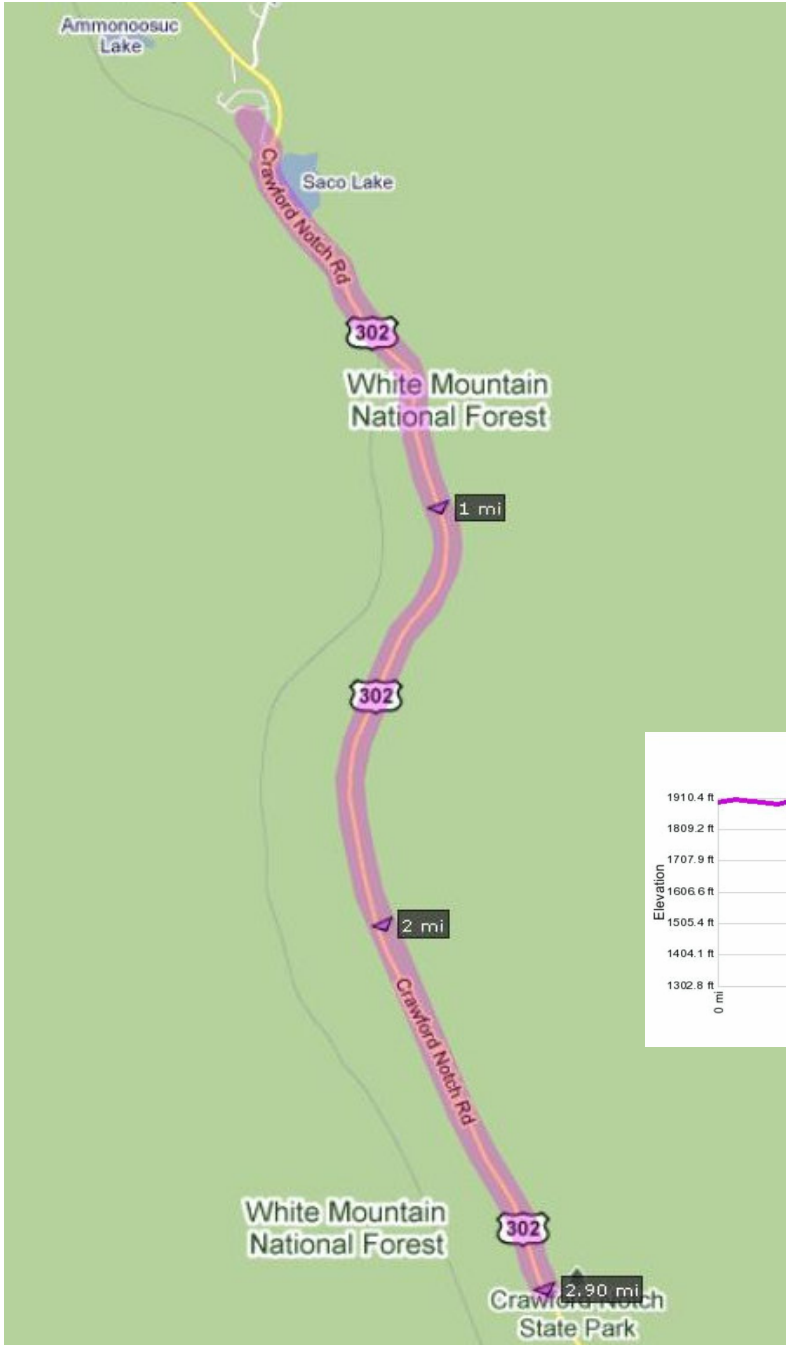 Ammonoosuc
Lake
Saco Lake
Crawford Notch Rd
302
White Mountain
National Forest
1 mi
302
1910.4 ft
1809.2 ft
1707.9 ft
1606.6 ft
1505.4 ft
1404.1 ft
1302.8 ft
Elevation
0 mi
2 mi
Crawford Notch Rd
White Mountain
National Forest
302
2.90 mi
Crawford Notch
State Park